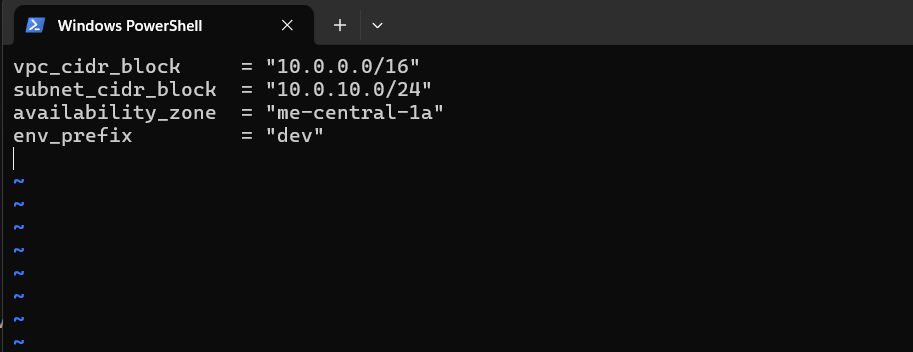 Windows PowerShell
vpc_cidr_block     = "10.0.0.0/16"
subnet_cidr_block  = "10.0.10.0/24"
availability_zone  = "me-central-1a"
env_prefix         = "dev"
~
~
~
~
~
~
~
~